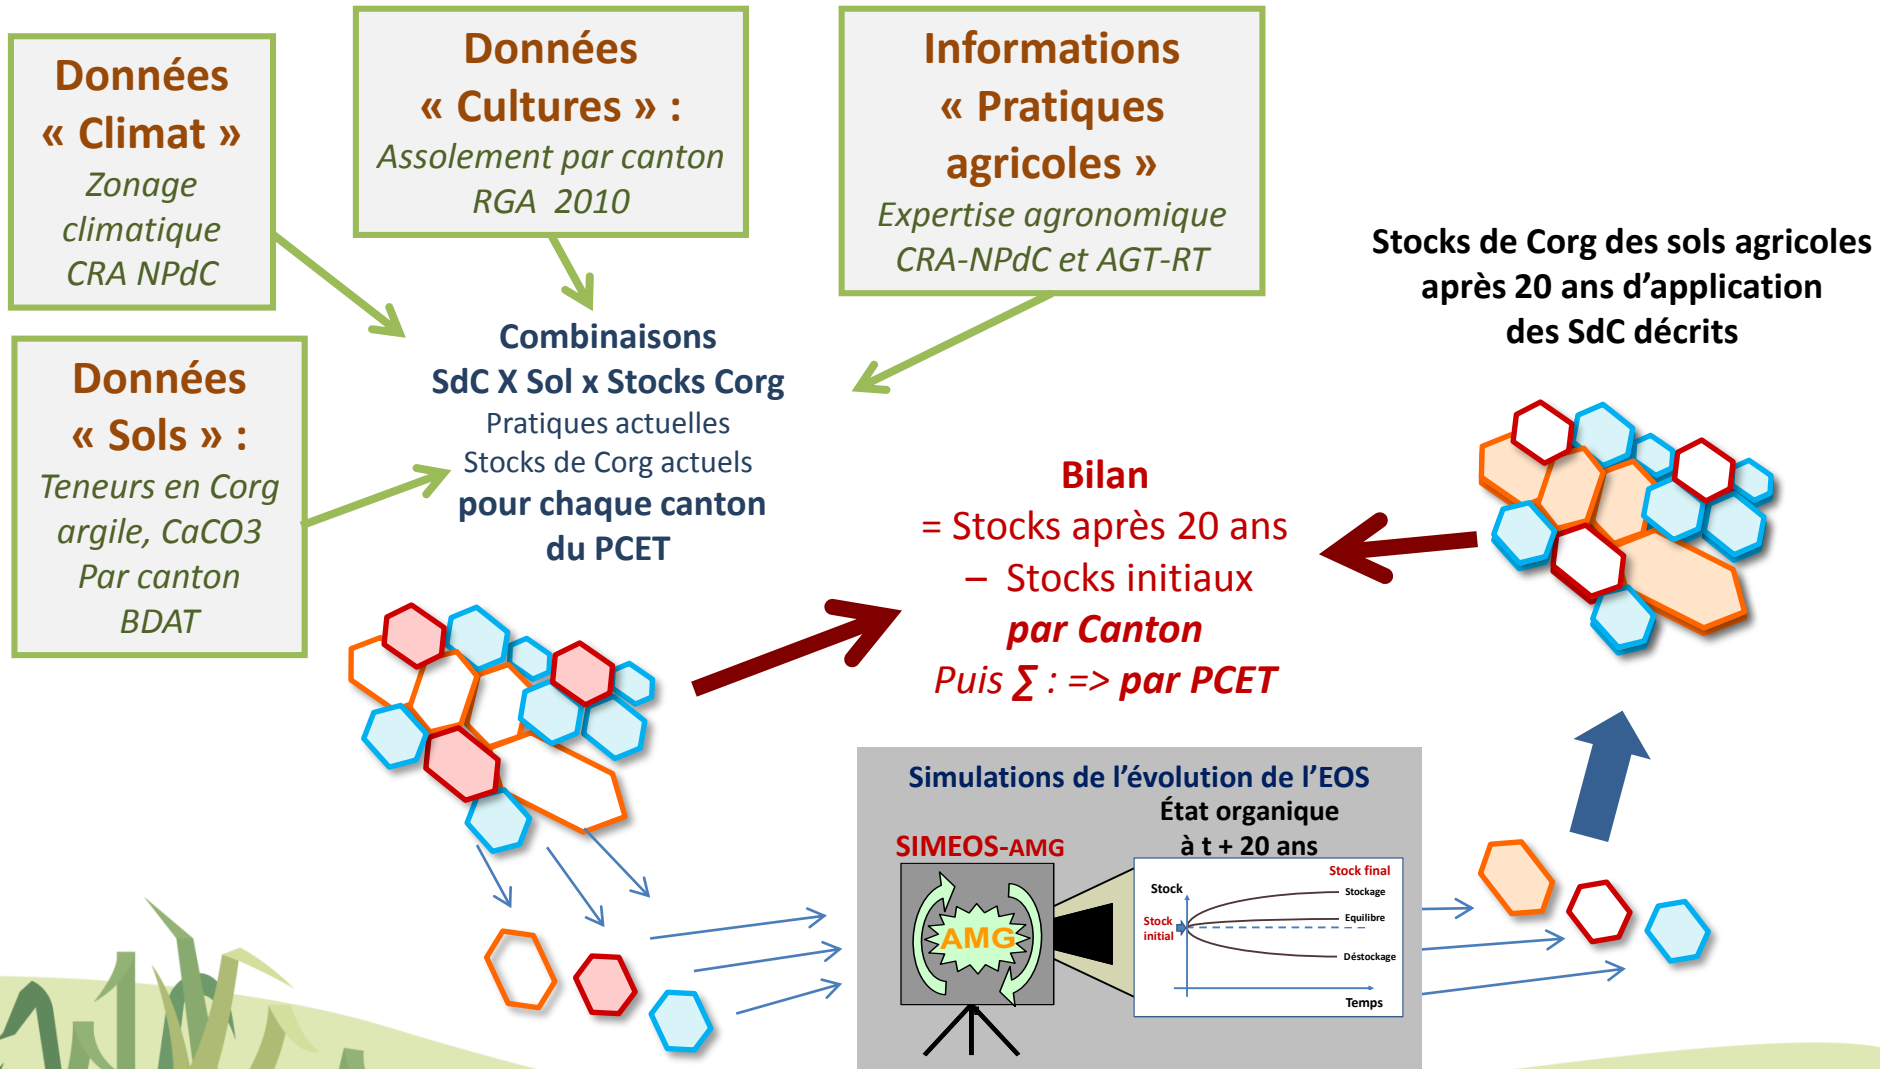 Données
« Climat »
Zonage
climatique
CRA NPdC
Données
« Cultures » :
Assolement par canton
RGA 2010
Informations
« Pratiques
agricoles »
Expertise agronomique
CRA-NPdC et AGT-RT
Données
« Sols » :
Teneurs en Corg
argile, CaCO3
Par canton
BDAT
Combinaisons
SdC X Sol x Stocks Corg
Pratiques actuelles
Stocks de Corg actuels
pour chaque canton
du PCET
Stocks de Corg des sols agricoles
après 20 ans d'application
des SdC décrits
Bilan
= Stocks après 20 ans
– Stocks initiaux
par Canton
Puis ∑ : => par PCET
Simulations de l'évolution de l'EOS
État organique
à t + 20 ans
SIMEOS-AMG
AMG
Stock final
Stock
Stockage
Stock
initial
Equilibre
Déstockage
Temps